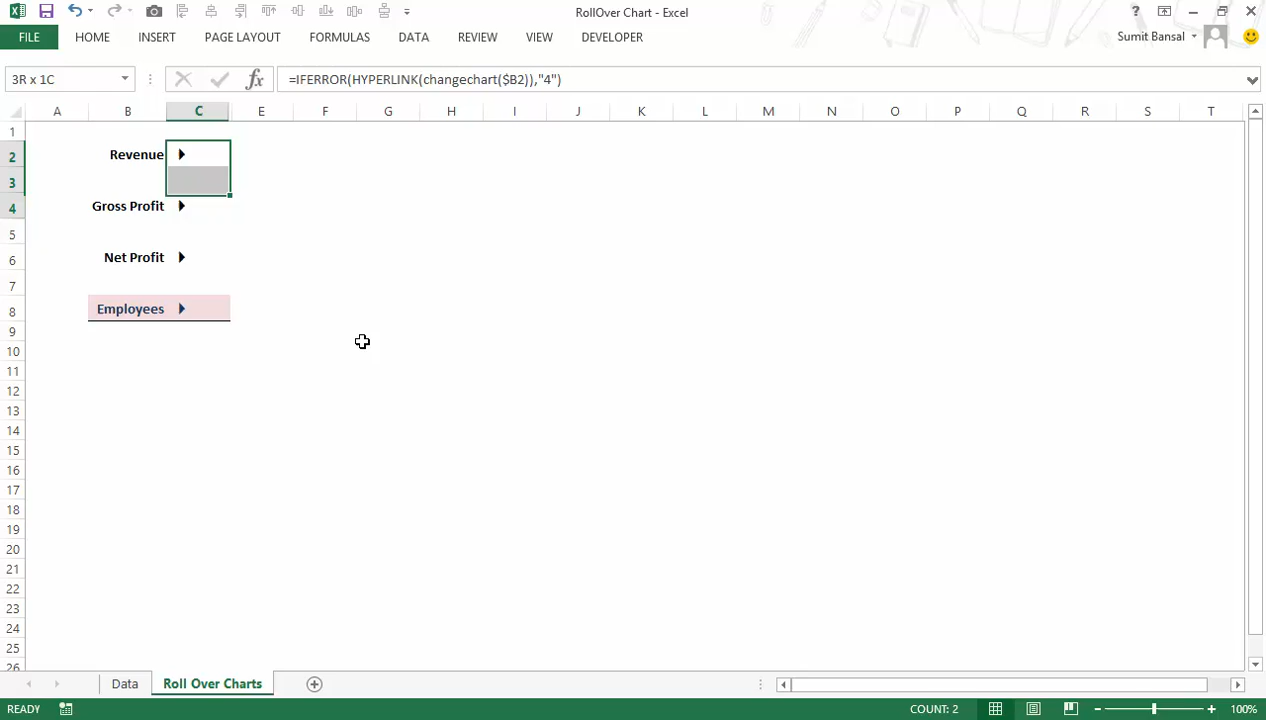 RollOver Chart - Excel
FILE HOME INSERT PAGE LAYOUT FORMULAS DATA REVIEW VIEW DEVELOPER Sumit Bansal
3R x 1C fx =IFERROR(HYPERLINK(changechart($B2)),"4")
A B C E F G H I J K L M N O P Q R S T
1
2 Revenue
3
4 Gross Profit
5
6 Net Profit
7
8 Employees
9
10
11
12
13
14
15
16
17
18
19
20
21
22
23
24
25
26
Data Roll Over Charts
READY COUNT: 2 100%